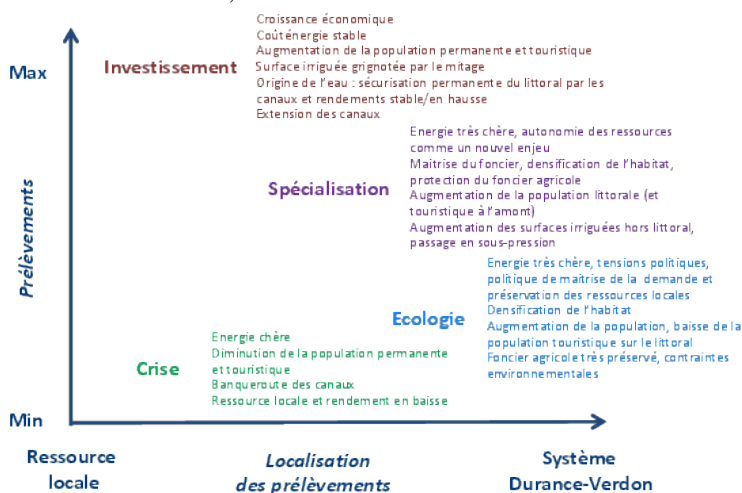 Croissance économique
Coût énergie stable
Augmentation de la population permanente et touristique
Surface irriguée grignotée par le mitage
Origine de l'eau : sécurisation permanente du littoral par les
canaux et rendements stable/en hausse
Extension des canaux
Max
Investissement
Energie très chère, autonomie des ressources
comme un nouvel enjeu
Maitrise du foncier, densification de l'habitat,
protection du foncier agricole
Augmentation de la population littorale (et
touristique à l'amont)
Augmentation des surfaces irriguées hors littoral,
passage en sous-pression
Spécialisation
Prélèvements
Energie très chère, tensions politiques,
politique de maitrise de la demande et
préservation des ressources locales
Densification de l'habitat
Augmentation de la population, baisse de la
population touristique sur le littoral
Foncier agricole très préservé, contraintes
environnementales
Ecologie
Energie chère
Diminution de la population permanente
et touristique
Banqueroute des canaux
Ressource locale et rendement en baisse
Crise
Min
Ressource
locale
Localisation
des prélèvements
Système
Durance-Verdon